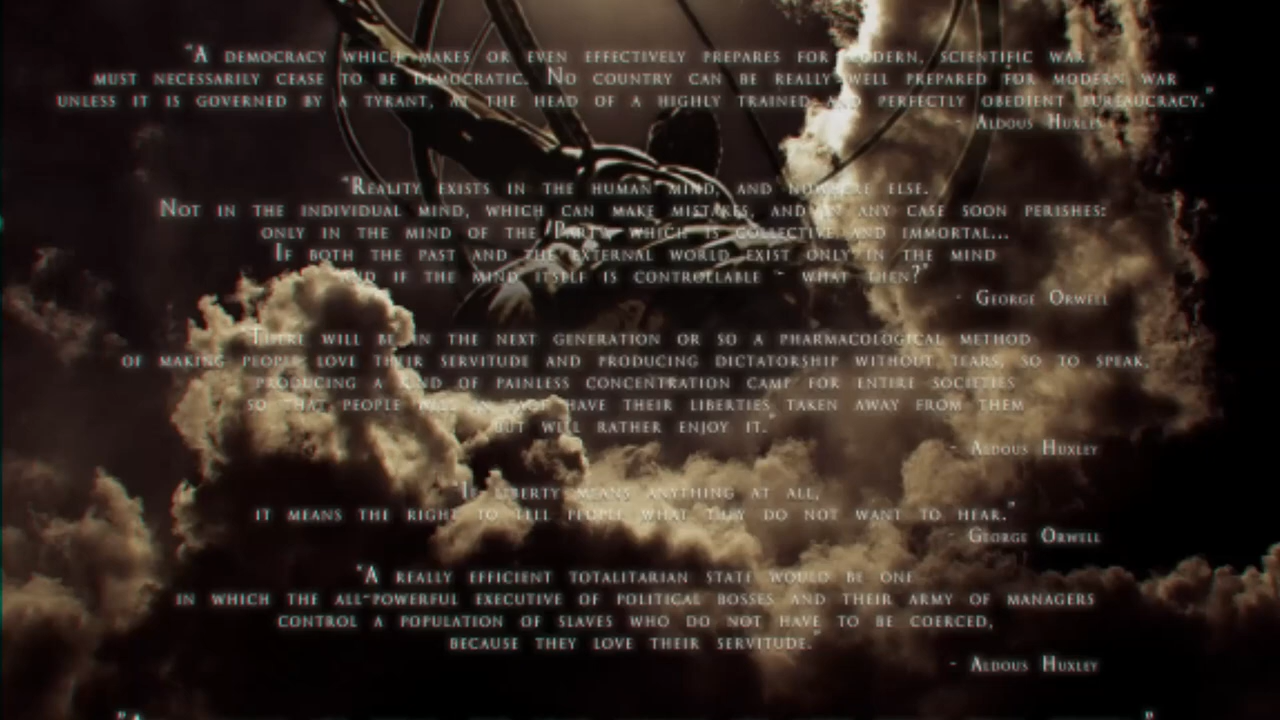 "A democracy which makes or even effectively prepares for modern, scientific war
must necessarily cease to be democratic. No country can be really well prepared for modern war
unless it is governed by a tyrant, at the head of a highly trained and perfectly obedient bureaucracy."
- Aldous Huxley
"Reality exists in the human mind, and nowhere else.
Not in the individual mind, which can make mistakes, and in any case soon perishes:
only in the mind of the Party which is collective and immortal...
If both the past and the external world exist only in the mind
and if the mind itself is controllable - what then?"
- George Orwell
There will be in the next generation or so a pharmacological method
of making people love their servitude and producing dictatorship without tears, so to speak,
producing a kind of painless concentration camp for entire societies
so that people will in fact have their liberties taken away from them
but will rather enjoy it."
- Aldous Huxley
"If liberty means anything at all,
it means the right to tell people what they do not want to hear."
- George Orwell
"A really efficient totalitarian state would be one
in which the all-powerful executive of political bosses and their army of managers
control a population of slaves who do not have to be coerced,
because they love their servitude."
- Aldous Huxley